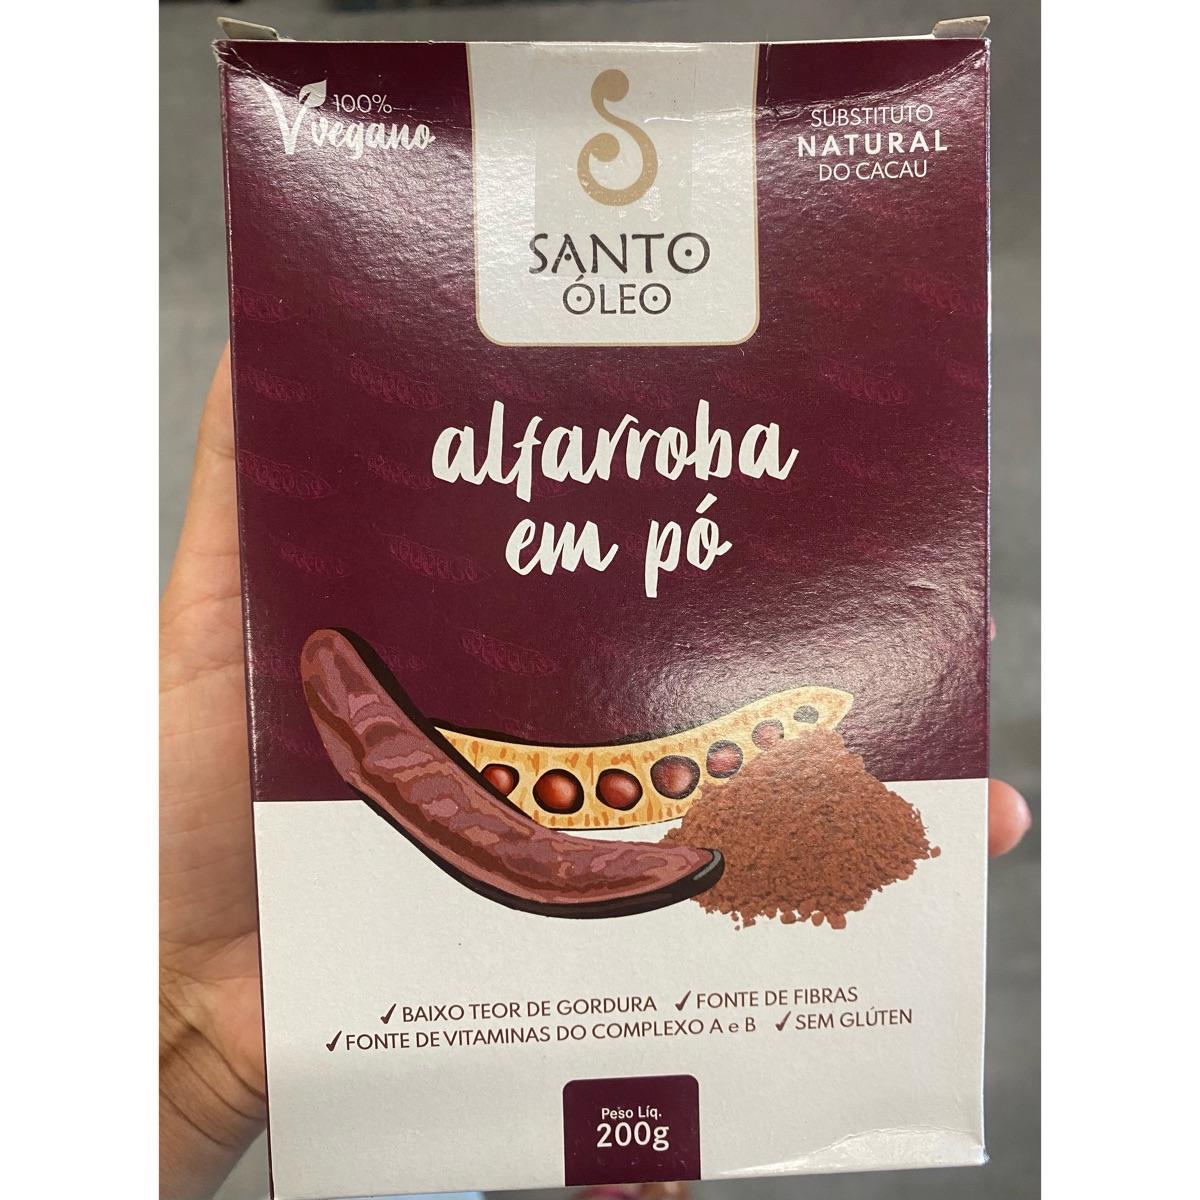 100%
vegano
SUBSTITUTO
NATURAL
DO CACAU
SANTO
ÓLEO
alfarroba
em pó
✓ BAIXO TEOR DE GORDURA ✓ FONTE DE FIBRAS
✓ FONTE DE VITAMINAS DO COMPLEXO A e B ✓ SEM GLÚTEN
Peso Líq.
200g